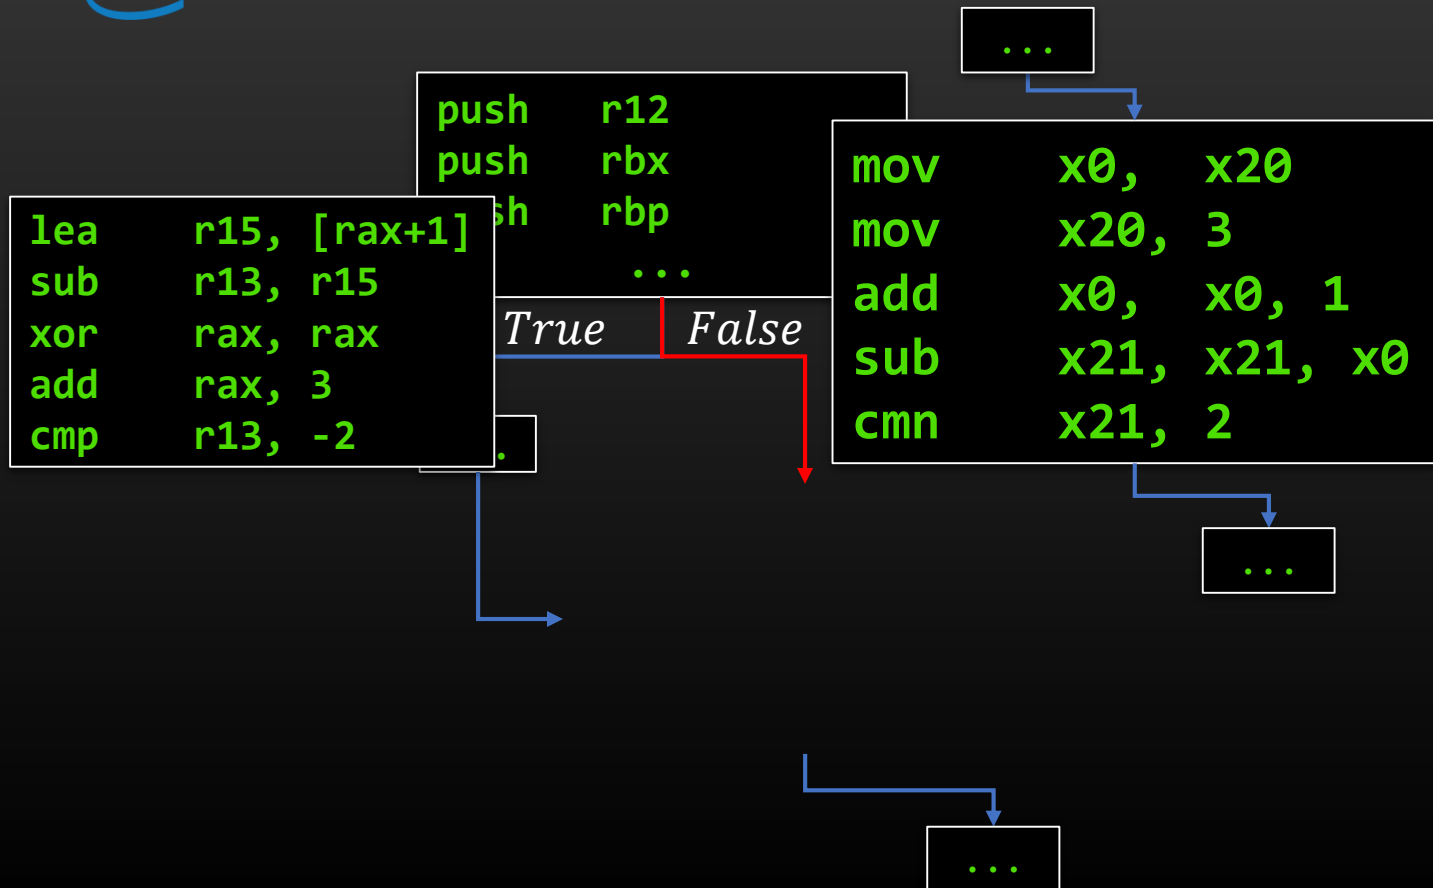 ...
push r12
push rbx
sh rbp
...
lea r15, [rax+1]
sub r13, r15
xor rax, rax
add rax, 3
cmp r13, -2
True False
.
mov x0, x20
mov x20, 3
add x0, x0, 1
sub x21, x21, x0
cmn x21, 2
...
...